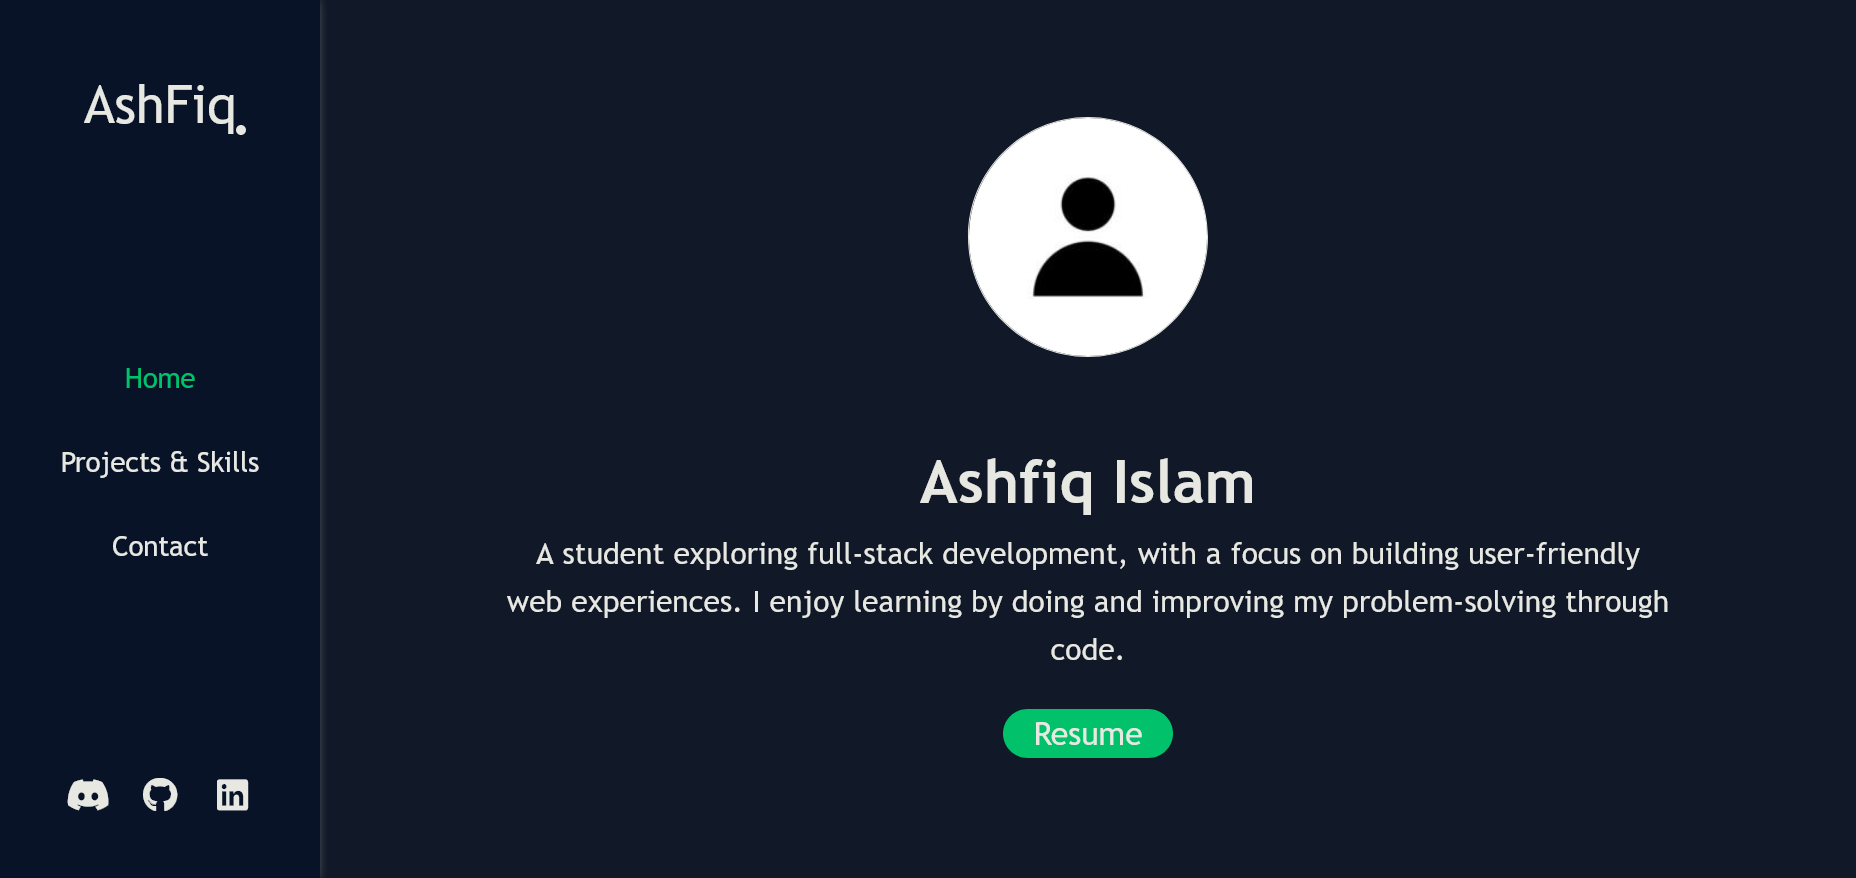 AshFiq.
Home
Projects & Skills
Contact
Ashfiq Islam
A student exploring full-stack development, with a focus on building user-friendly
web experiences. I enjoy learning by doing and improving my problem-solving through
code.
Resume
in